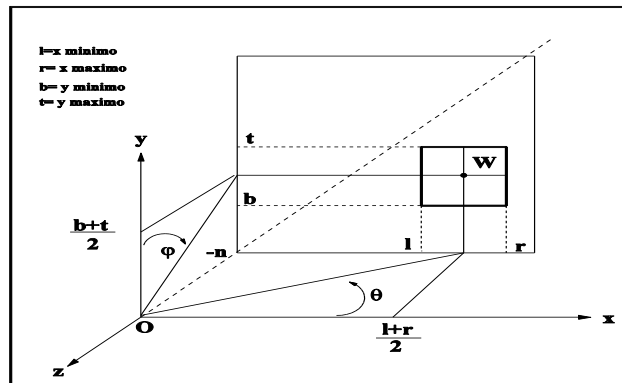 l=x minimo
r= x maximo
b= y minimo
t= y maximo
y
t
W
b
b+t
2
φ
-n
l
r
θ
O
x
l+r
2
z